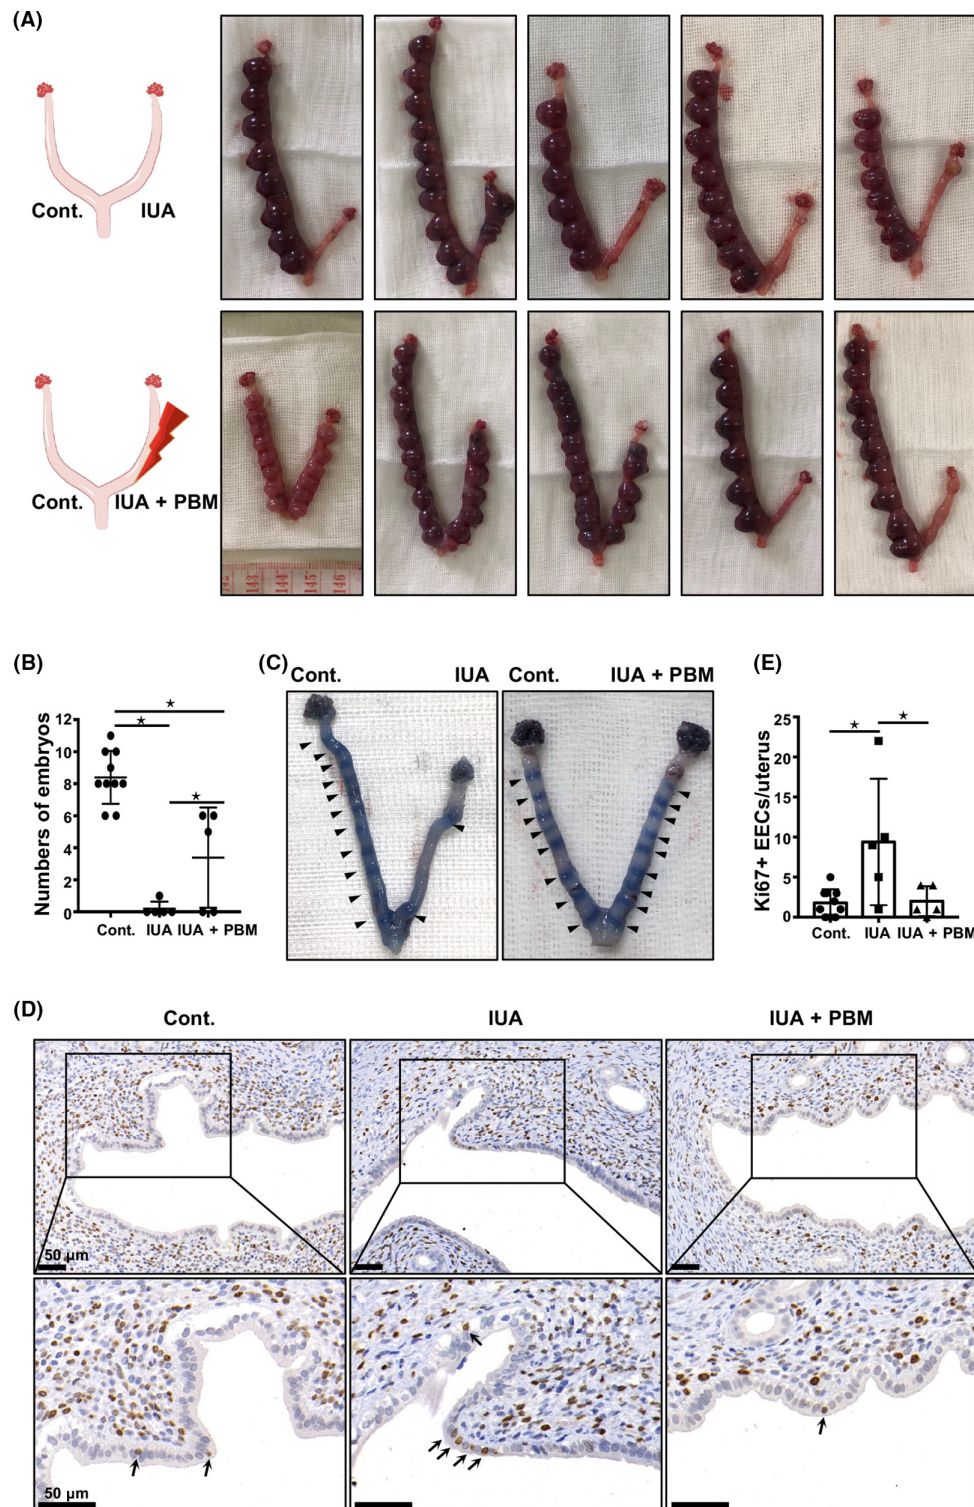 (A)
Cont. IUA
Cont. IUA + PBM
143 144 145 146
(B)
Numbers of embryos
12
10
8
6
4
2
0
Cont. IUA IUA + PBM
(C)
Cont. IUA
Cont. IUA + PBM
(E)
Ki67+ EECs/uterus
25
20
15
10
5
0
Cont. IUA IUA + PBM
(D)
Cont. IUA IUA + PBM
50 µm
50 µm